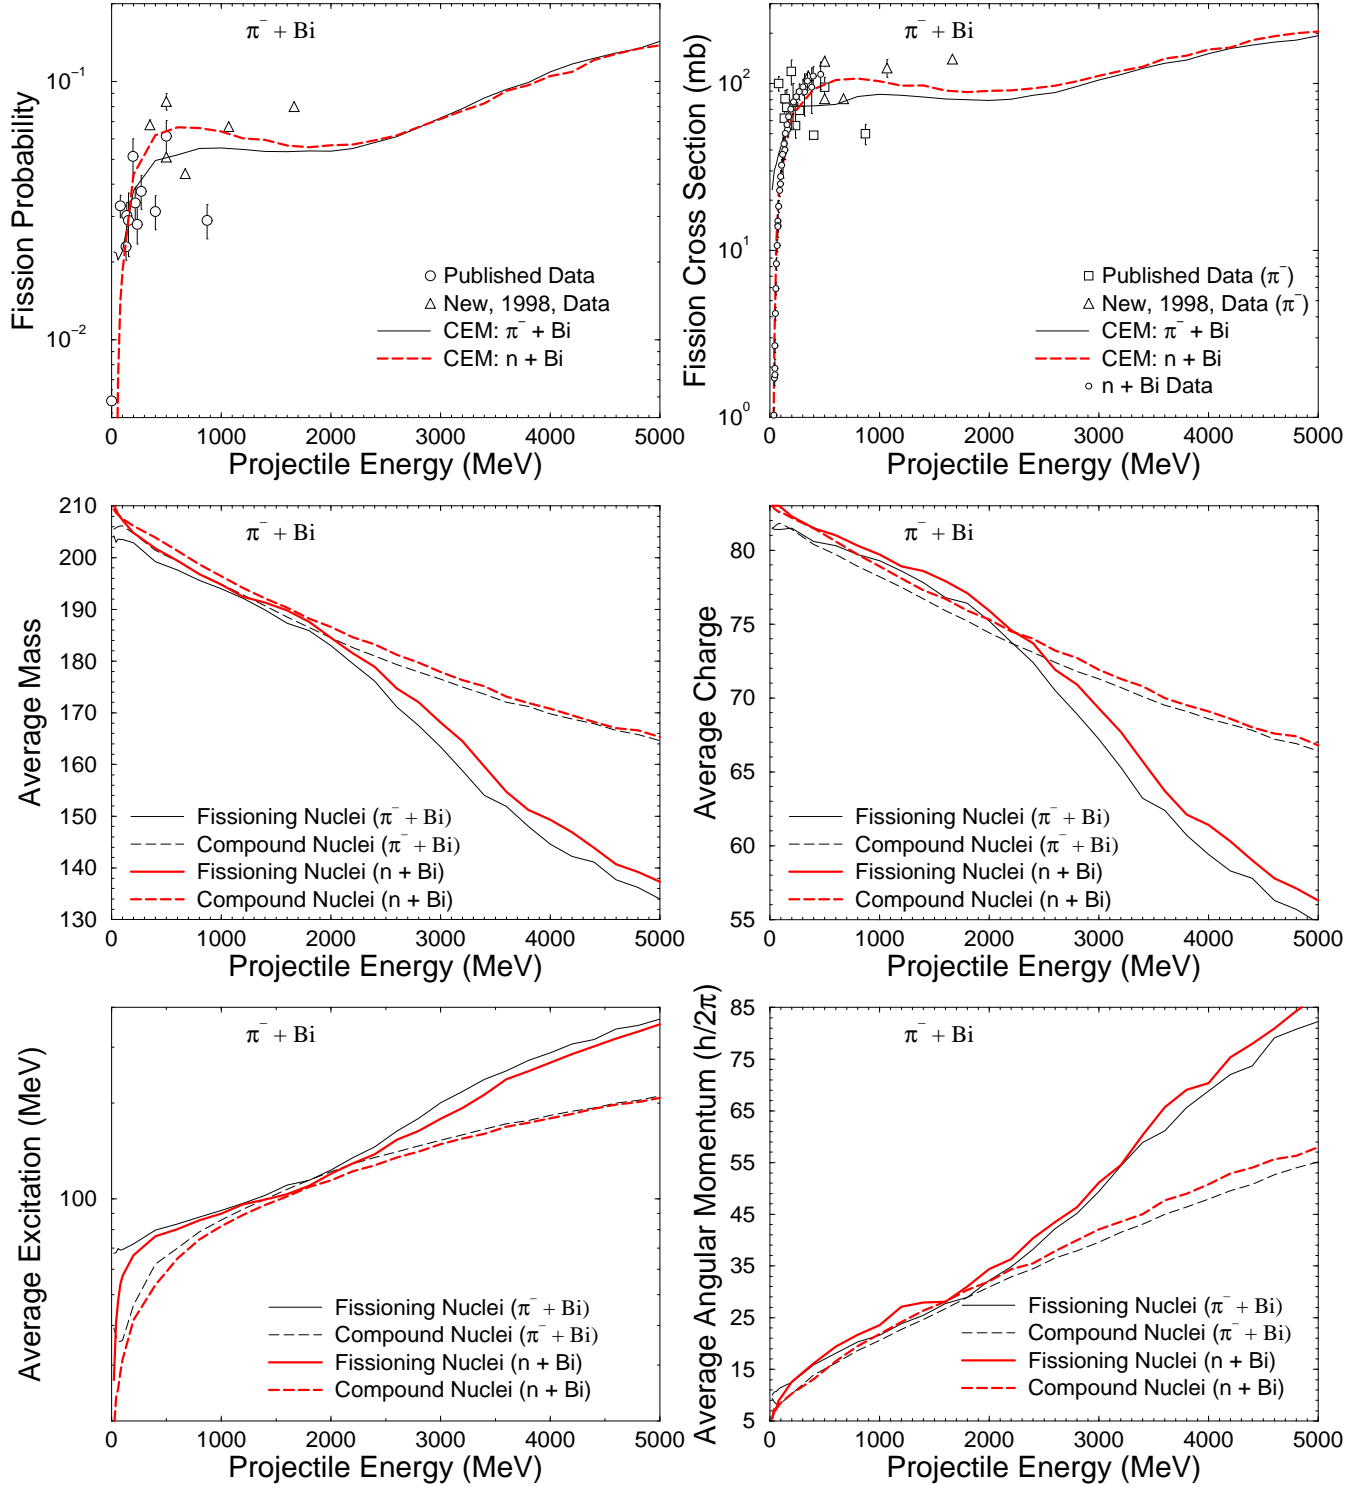 π⁻ + Bi
Fission Probability
10⁻¹
10⁻²
Published Data
New, 1998, Data
CEM: π⁻ + Bi
CEM: n + Bi
0 1000 2000 3000 4000 5000
Projectile Energy (MeV)
π⁻ + Bi
Fission Cross Section (mb)
10²
10¹
10⁰
Published Data (π⁻)
New, 1998, Data (π⁻)
CEM: π⁻ + Bi
CEM: n + Bi
n + Bi Data
0 1000 2000 3000 4000 5000
Projectile Energy (MeV)
π⁻ + Bi
Average Mass
210
200
190
180
170
160
150
140
130
Fissioning Nuclei (π⁻ + Bi)
Compound Nuclei (π⁻ + Bi)
Fissioning Nuclei (n + Bi)
Compound Nuclei (n + Bi)
0 1000 2000 3000 4000 5000
Projectile Energy (MeV)
π⁻ + Bi
Average Charge
80
75
70
65
60
55
Fissioning Nuclei (π⁻ + Bi)
Compound Nuclei (π⁻ + Bi)
Fissioning Nuclei (n + Bi)
Compound Nuclei (n + Bi)
0 1000 2000 3000 4000 5000
Projectile Energy (MeV)
π⁻ + Bi
Average Excitation (MeV)
100
Fissioning Nuclei (π⁻ + Bi)
Compound Nuclei (π⁻ + Bi)
Fissioning Nuclei (n + Bi)
Compound Nuclei (n + Bi)
0 1000 2000 3000 4000 5000
Projectile Energy (MeV)
π⁻ + Bi
Average Angular Momentum (h/2π)
85
75
65
55
45
35
25
15
5
Fissioning Nuclei (π⁻ + Bi)
Compound Nuclei (π⁻ + Bi)
Fissioning Nuclei (n + Bi)
Compound Nuclei (n + Bi)
0 1000 2000 3000 4000 5000
Projectile Energy (MeV)